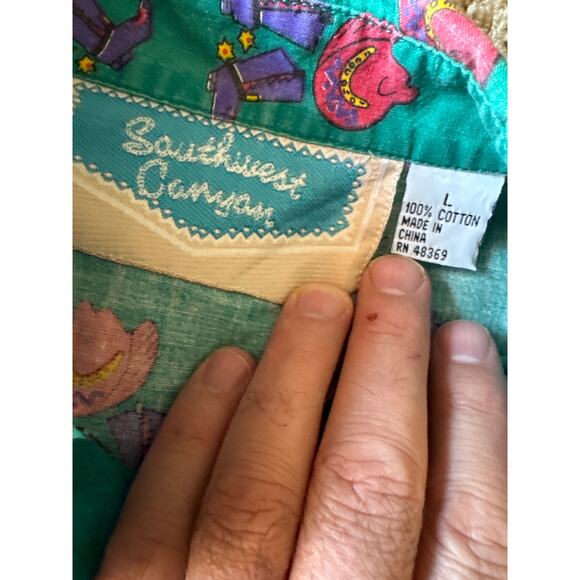 Southwest
Canyon
L
100% COTTON
MADE IN
CHINA
RN 48369